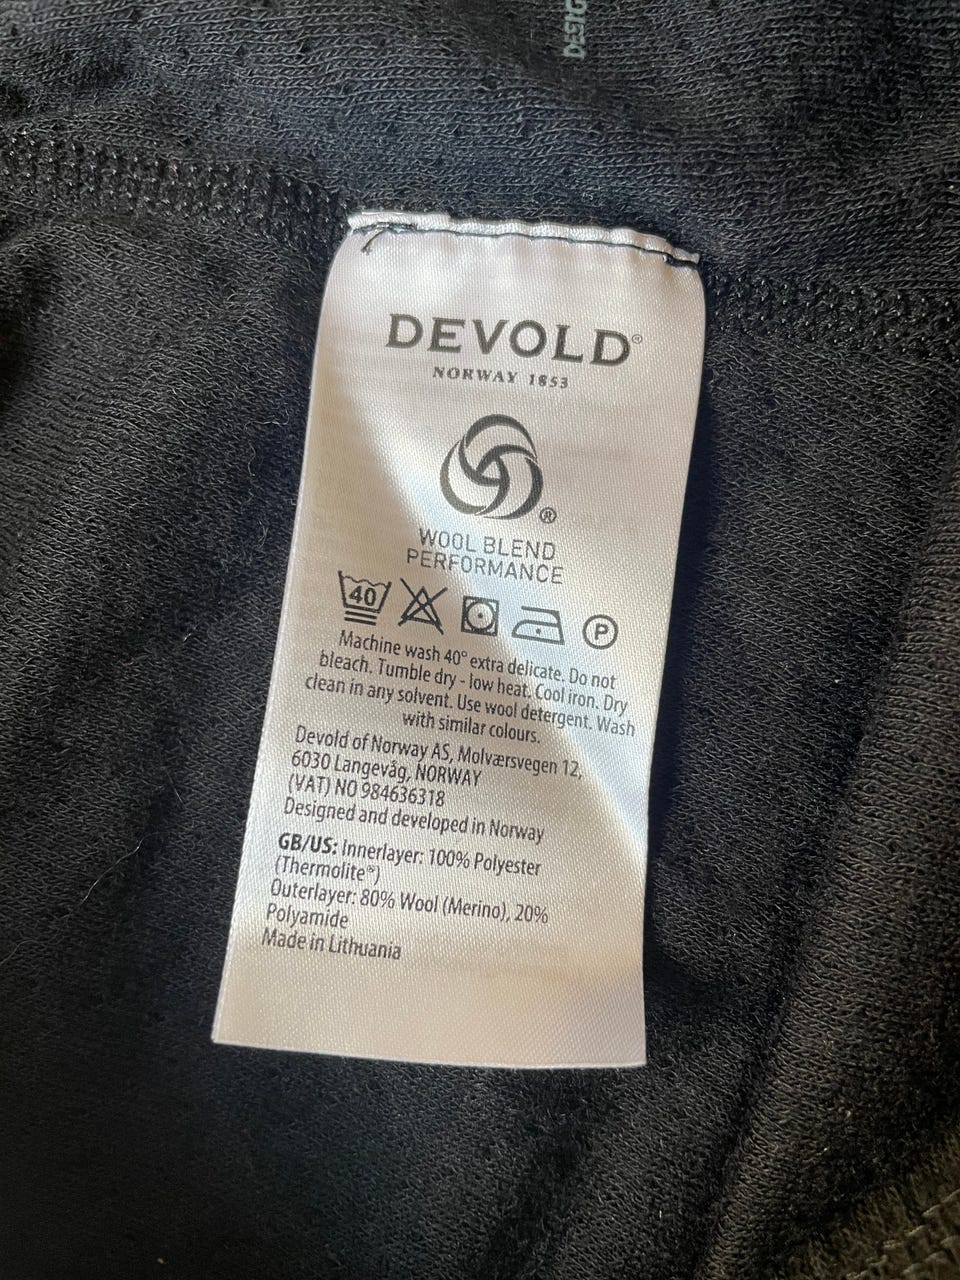 DESIG
DEVOLD®
NORWAY 1853
®
WOOL BLEND
PERFORMANCE
40 P
Machine wash 40° extra delicate. Do not
bleach. Tumble dry - low heat. Cool iron. Dry
clean in any solvent. Use wool detergent. Wash
with similar colours.
Devold of Norway AS, Molværsvegen 12,
6030 Langevåg, NORWAY
(VAT) NO 984636318
Designed and developed in Norway
GB/US: Innerlayer: 100% Polyester
(Thermolite®)
Outerlayer: 80% Wool (Merino), 20%
Polyamide
Made in Lithuania